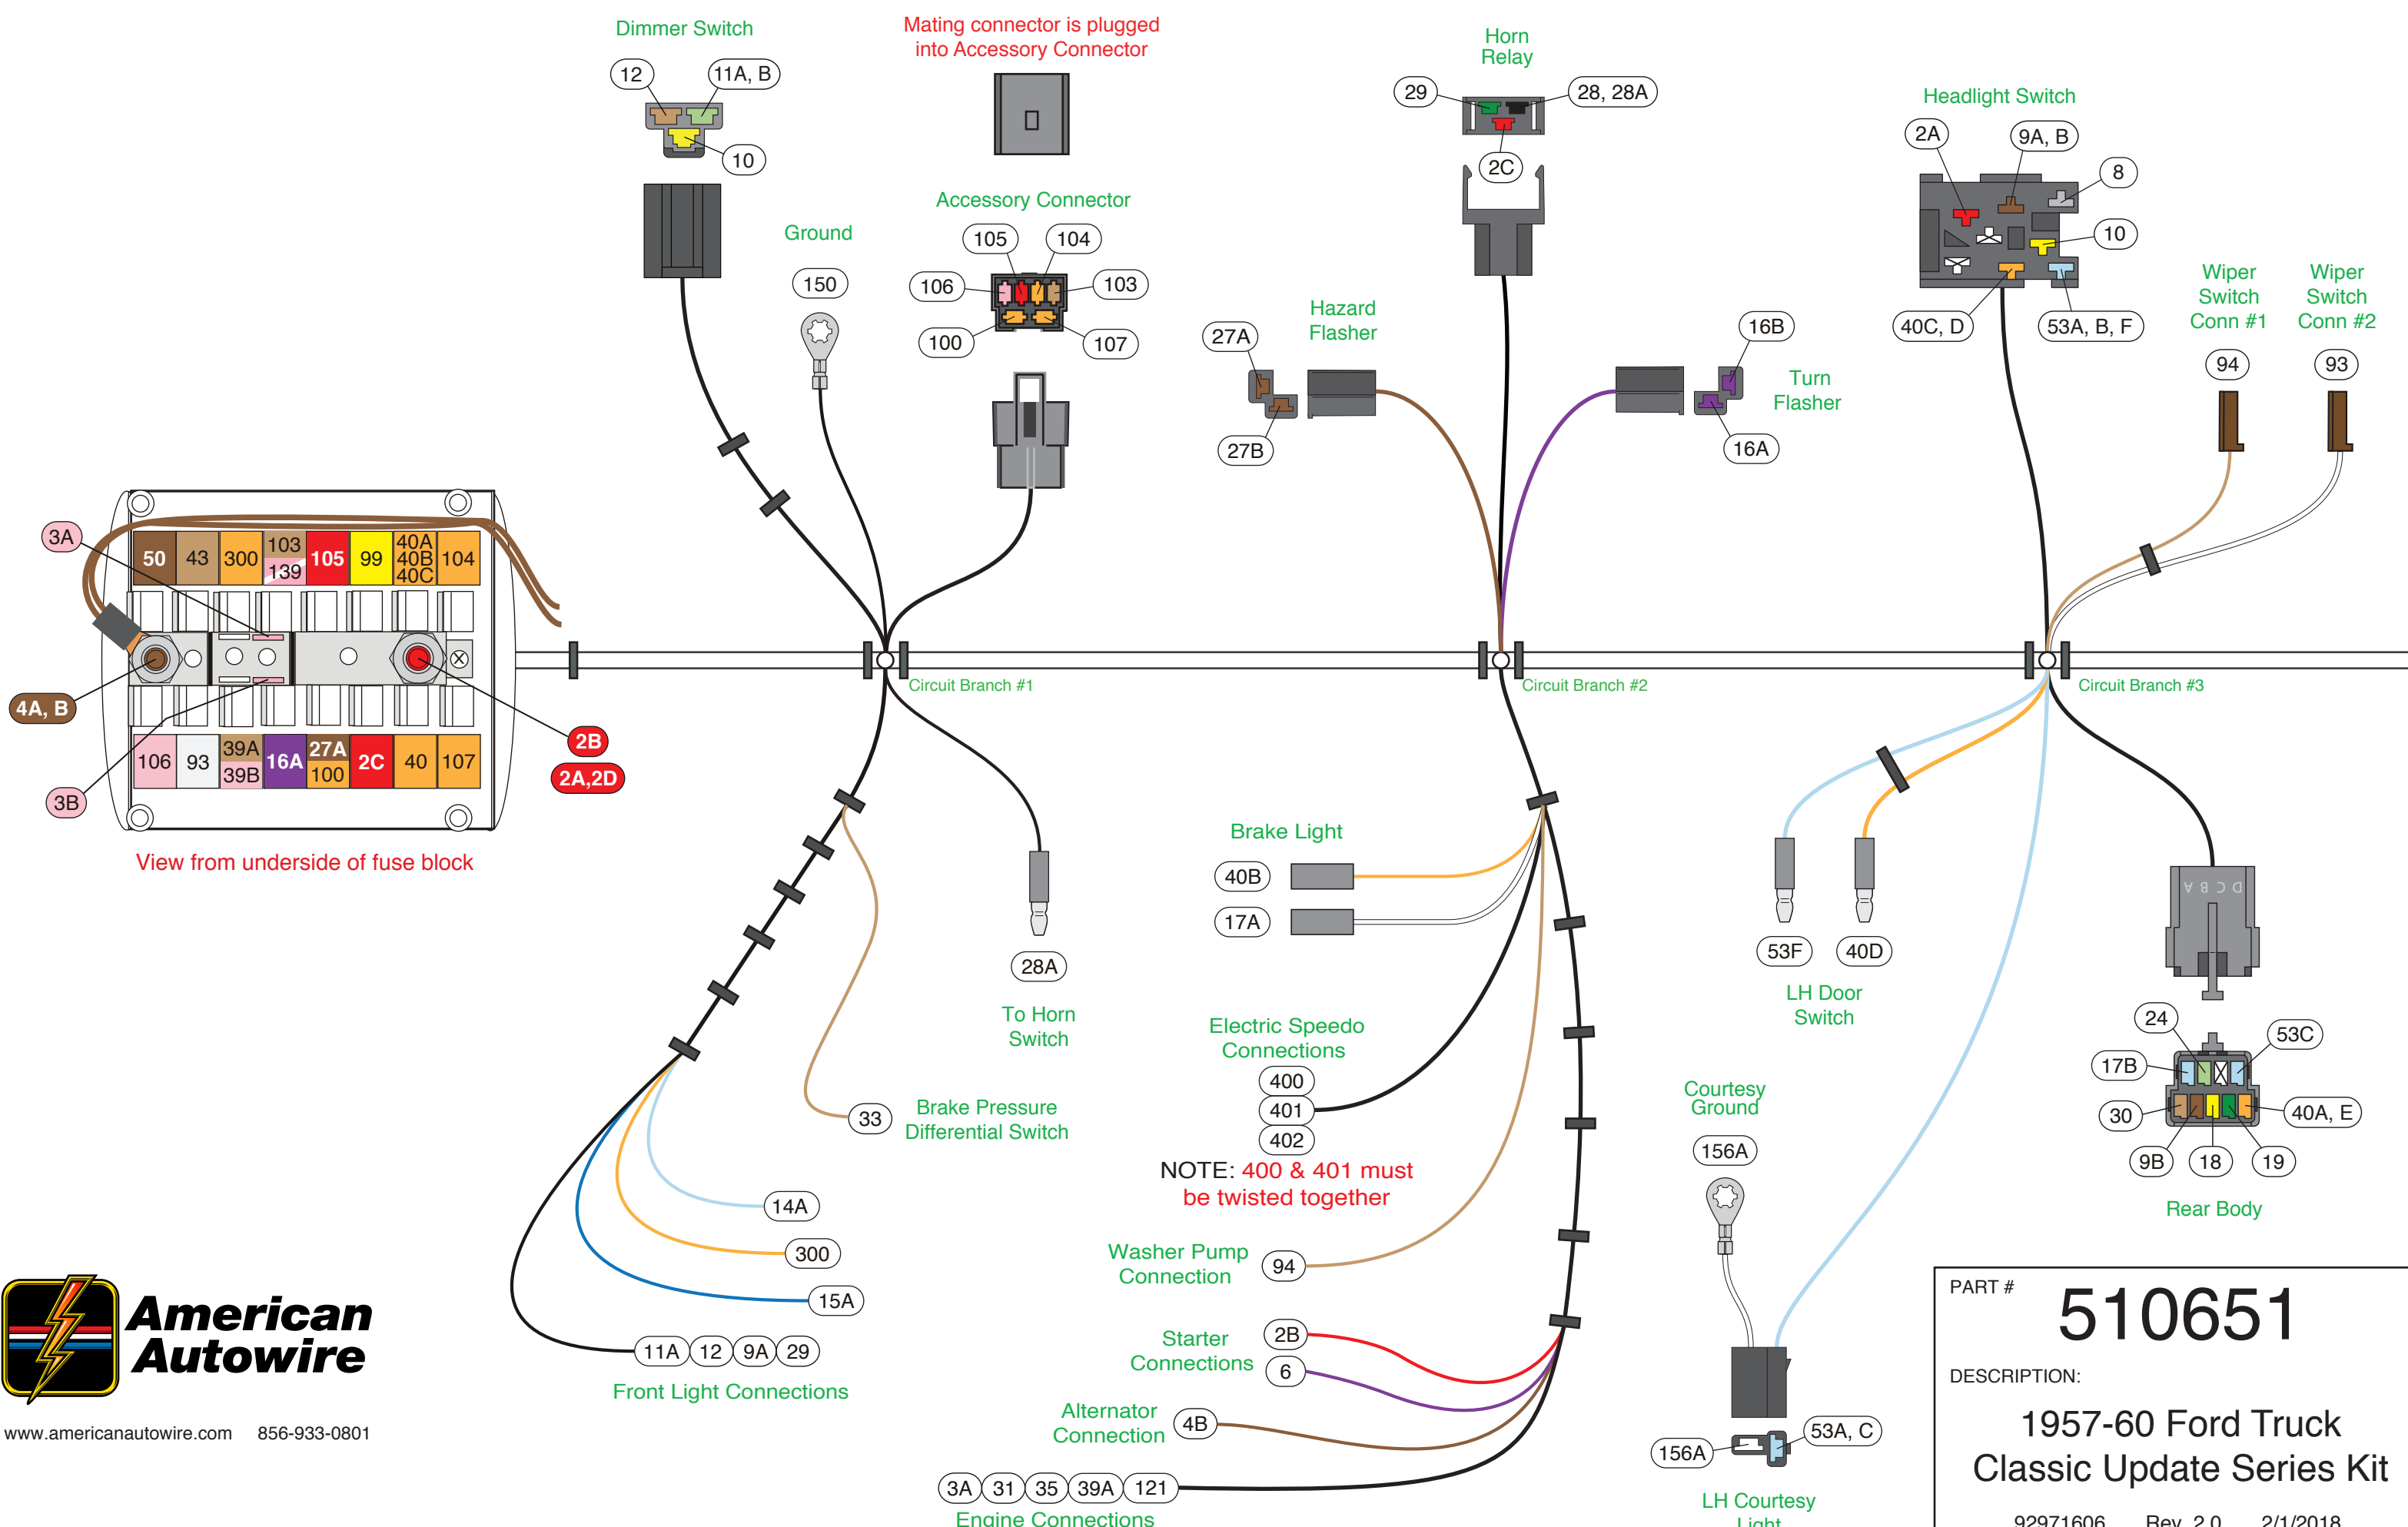 Dimmer Switch
12
11A, B
10
Mating connector is plugged
into Accessory Connector
Ground
150
Accessory Connector
105
104
106
103
100
107
Horn
Relay
29
28, 28A
2C
Hazard
Flasher
27A
27B
16B
Turn
Flasher
16A
Headlight Switch
2A
9A, B
8
10
40C, D
53A, B, F
Wiper
Switch
Conn #1
94
Wiper
Switch
Conn #2
93
3A
50
43
300
103
139
105
99
40A
40B
40C
104
4A, B
2B
2A,2D
106
93
39A
39B
16A
27A
100
2C
40
107
3B
View from underside of fuse block
Circuit Branch #1
Circuit Branch #2
Circuit Branch #3
28A
To Horn
Switch
33
Brake Pressure
Differential Switch
14A
300
15A
11A
12
9A
29
Front Light Connections
Brake Light
40B
17A
Electric Speedo
Connections
400
401
402
NOTE: 400 & 401 must
be twisted together
Washer Pump
Connection
94
Starter
Connections
2B
6
Alternator
Connection
4B
3A
31
35
39A
121
Engine Connections
53F
40D
LH Door
Switch
Courtesy
Ground
156A
156A
53A, C
LH Courtesy
Light
D C B A
24
53C
17B
30
40A, E
9B
18
19
Rear Body
American
Autowire
www.americanautowire.com 856-933-0801
PART #
510651
DESCRIPTION:
1957-60 Ford Truck
Classic Update Series Kit
92971606 Rev 2.0 2/1/2018